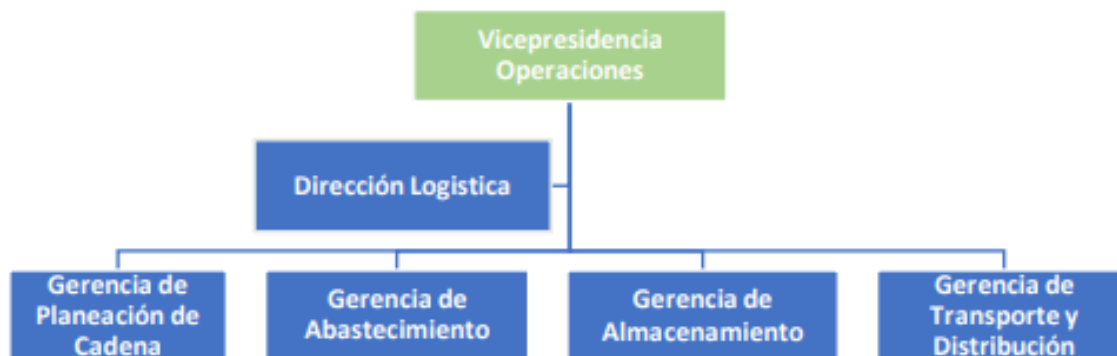 Vicepresidencia
Operaciones
Dirección Logistica
Gerencia de
Planeación de
Cadena
Gerencia de
Abastecimiento
Gerencia de
Almacenamiento
Gerencia de
Transporte y
Distribución